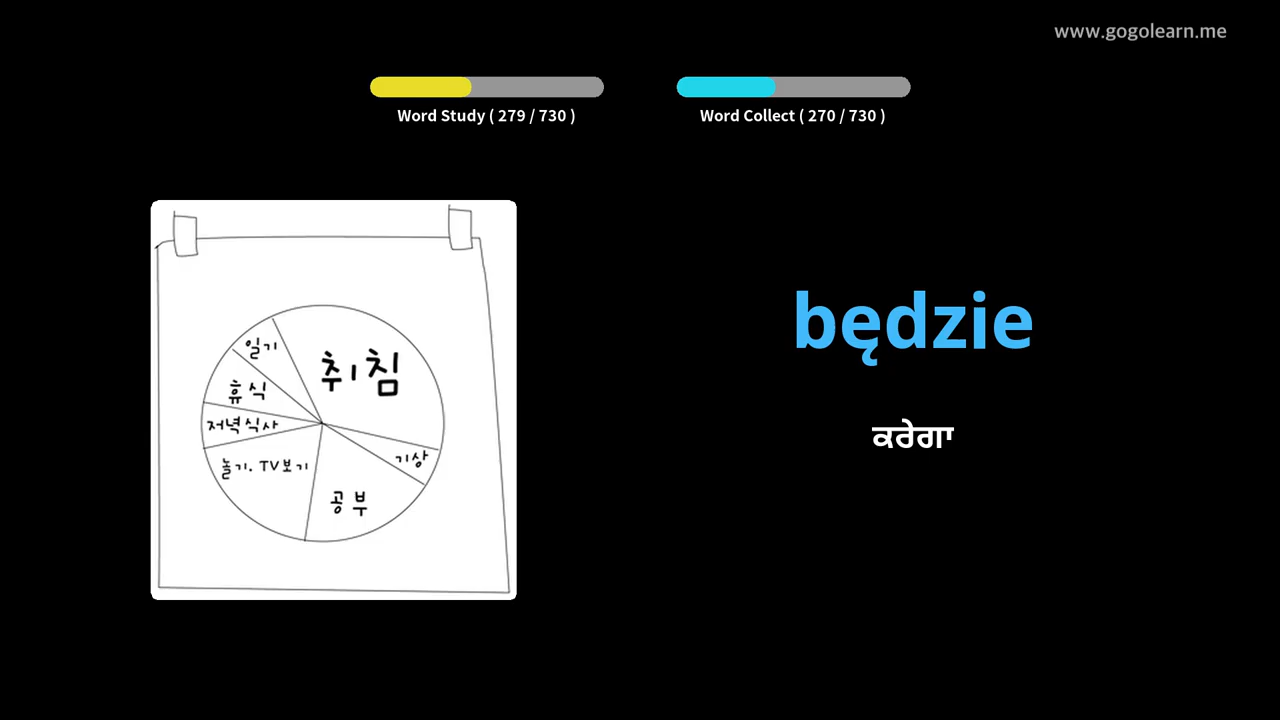 www.gogolearn.me
Word Study ( 279 / 730 )
Word Collect ( 270 / 730 )
일기
취침
휴식
저녁식사
놀기. TV보기
기상
공부
będzie
ਕਰੇਗਾ